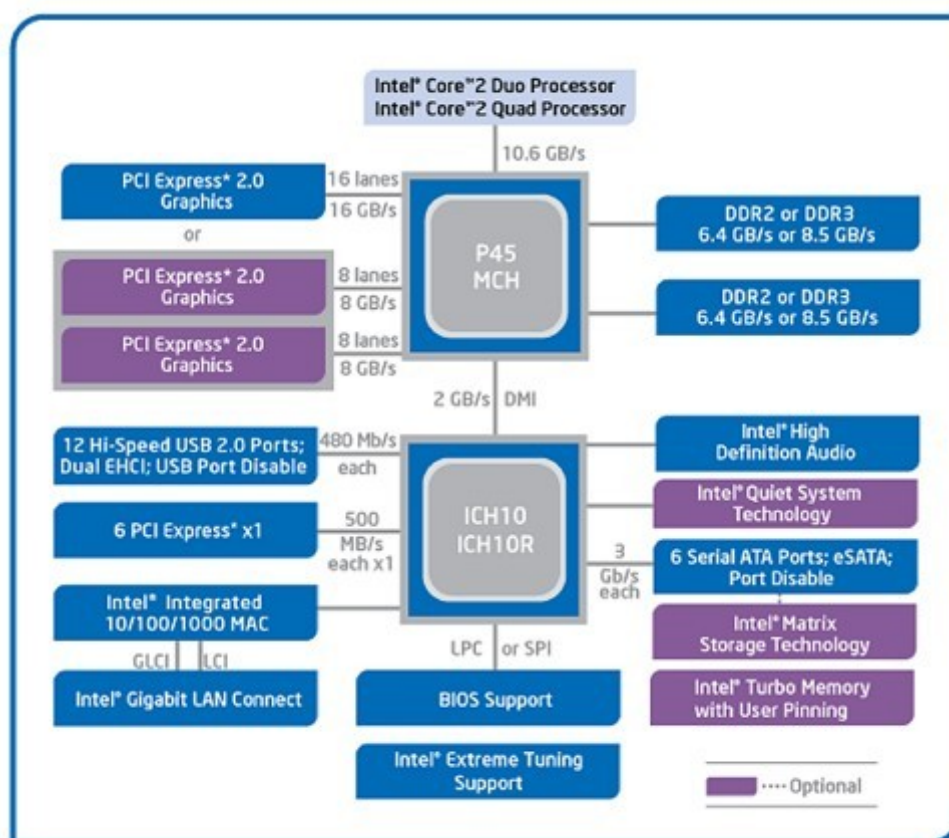 Intel® Core™2 Duo Processor
Intel® Core™2 Quad Processor
10.6 GB/s
PCI Express* 2.0
Graphics
16 lanes
16 GB/s
or
PCI Express* 2.0
Graphics
8 lanes
8 GB/s
PCI Express* 2.0
Graphics
8 lanes
8 GB/s
P45
MCH
DDR2 or DDR3
6.4 GB/s or 8.5 GB/s
DDR2 or DDR3
6.4 GB/s or 8.5 GB/s
2 GB/s DMI
12 Hi-Speed USB 2.0 Ports;
Dual EHCI; USB Port Disable
480 Mb/s
each
6 PCI Express* x1
500
MB/s
each x1
Intel® Integrated
10/100/1000 MAC
GLCI LCI
Intel® Gigabit LAN Connect
ICH10
ICH10R
Intel® High
Definition Audio
Intel® Quiet System
Technology
3
Gb/s
each
6 Serial ATA Ports; eSATA;
Port Disable
Intel® Matrix
Storage Technology
Intel® Turbo Memory
with User Pinning
LPC or SPI
BIOS Support
Intel® Extreme Tuning
Support
Optional